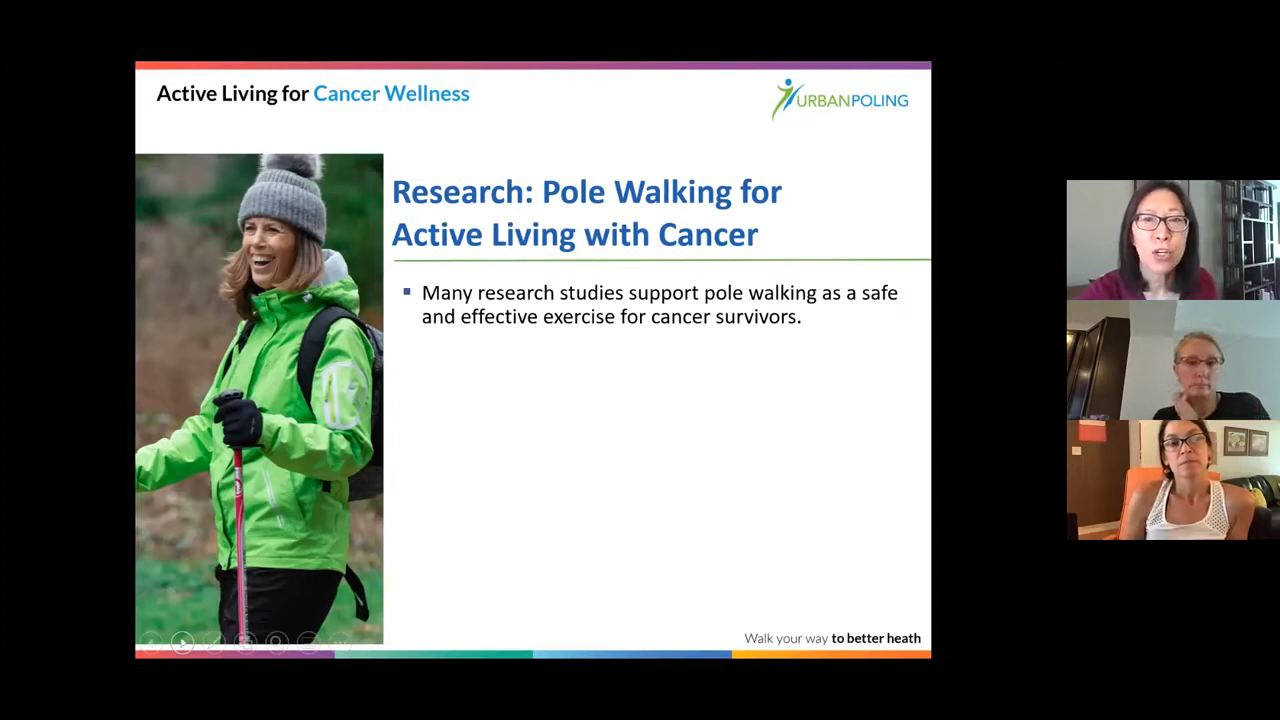 Active Living for Cancer Wellness
URBANPOLING
Research: Pole Walking for
Active Living with Cancer
Many research studies support pole walking as a safe
and effective exercise for cancer survivors.
Walk your way to better heath